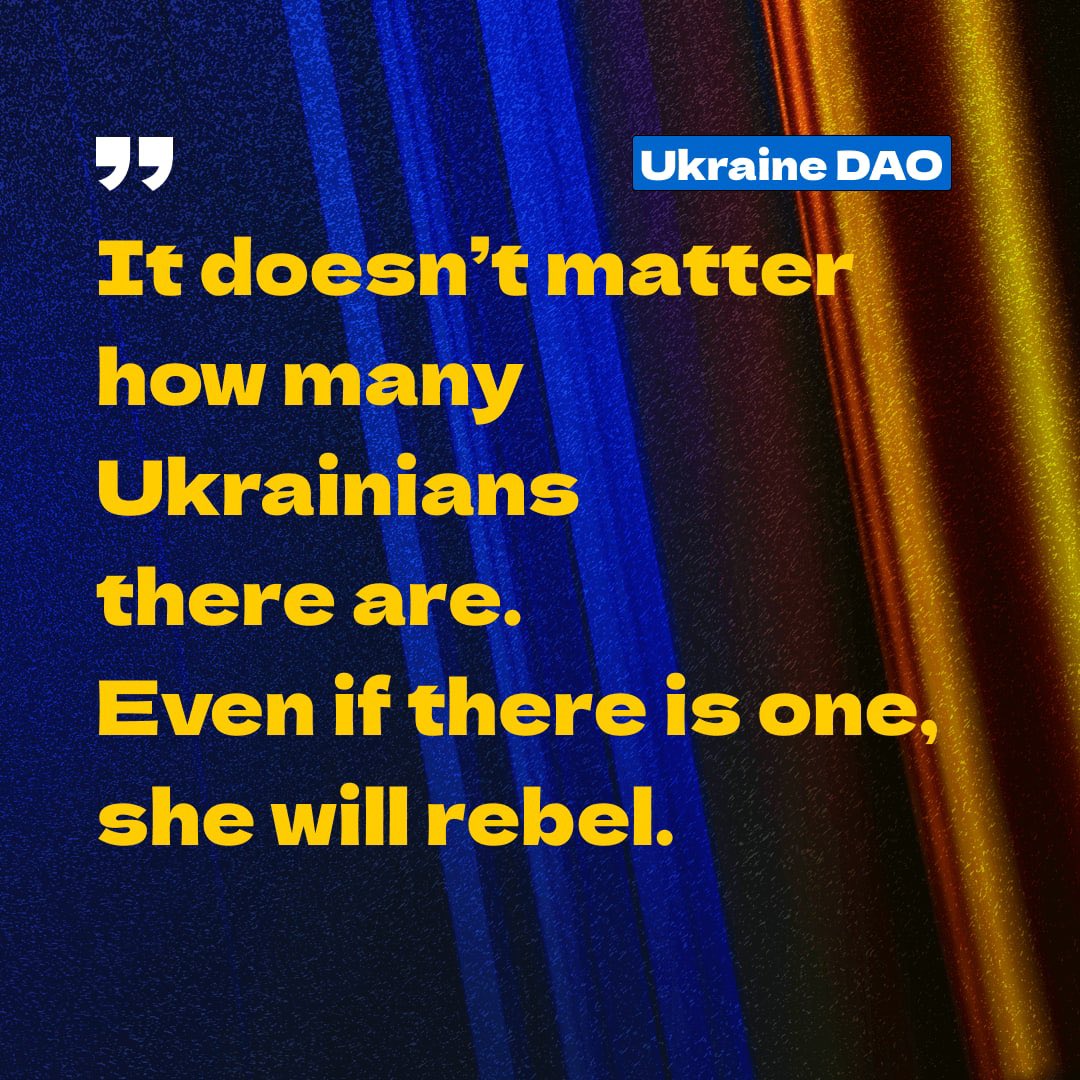 ”
Ukraine DAO
It doesn’t matter
how many
Ukrainians
there are.
Even if there is one,
she will rebel.